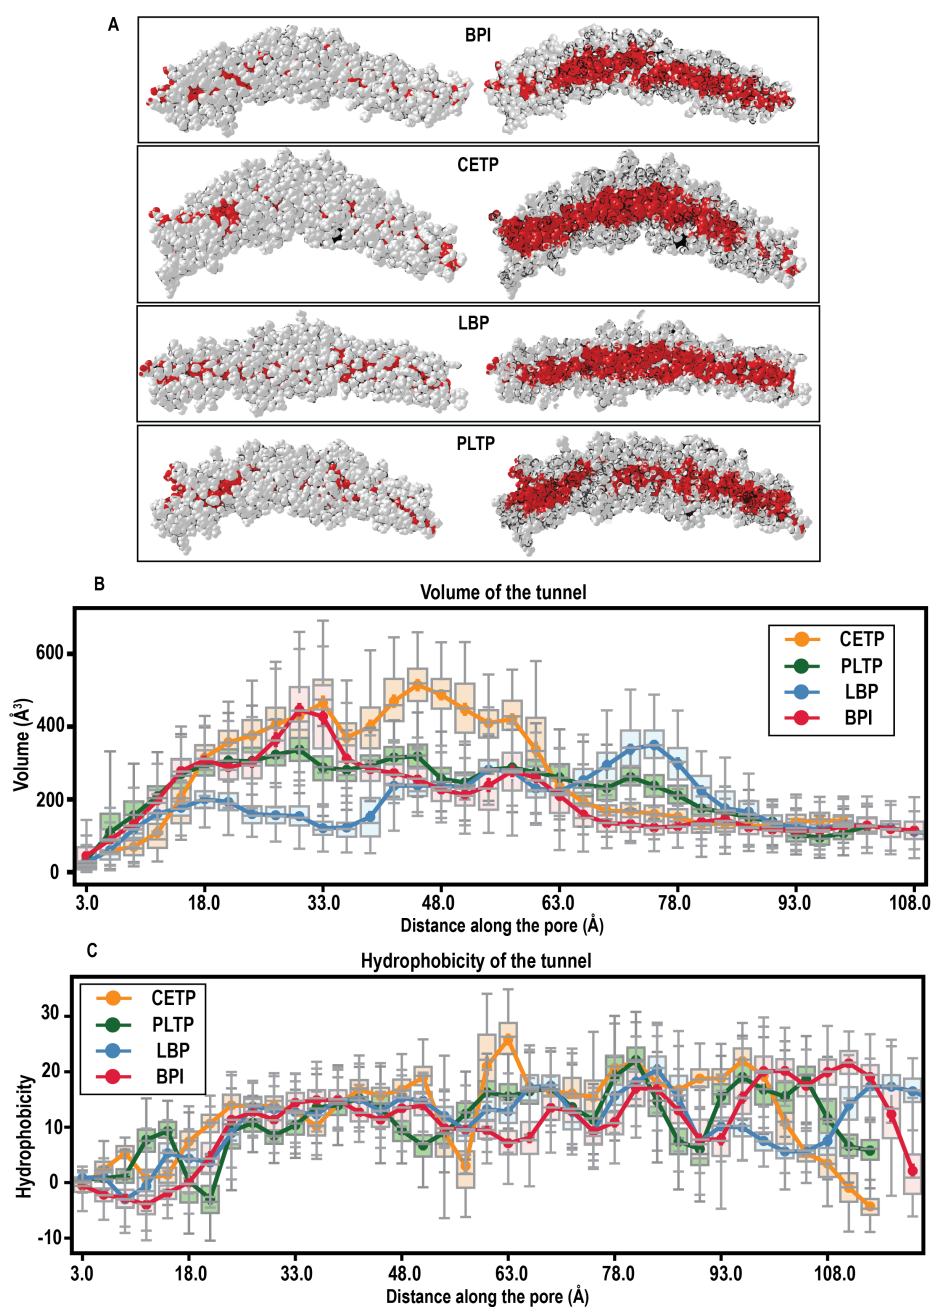 A
BPI
CETP
LBP
PLTP
B
Volume of the tunnel
CETP
PLTP
LBP
BPI
Volume (Å³)
600
400
200
0
3.0 18.0 33.0 48.0 63.0 78.0 93.0 108.0
Distance along the pore (Å)
C
Hydrophobicity of the tunnel
CETP
PLTP
LBP
BPI
Hydrophobicity
30
20
10
0
-10
3.0 18.0 33.0 48.0 63.0 78.0 93.0 108.0
Distance along the pore (Å)